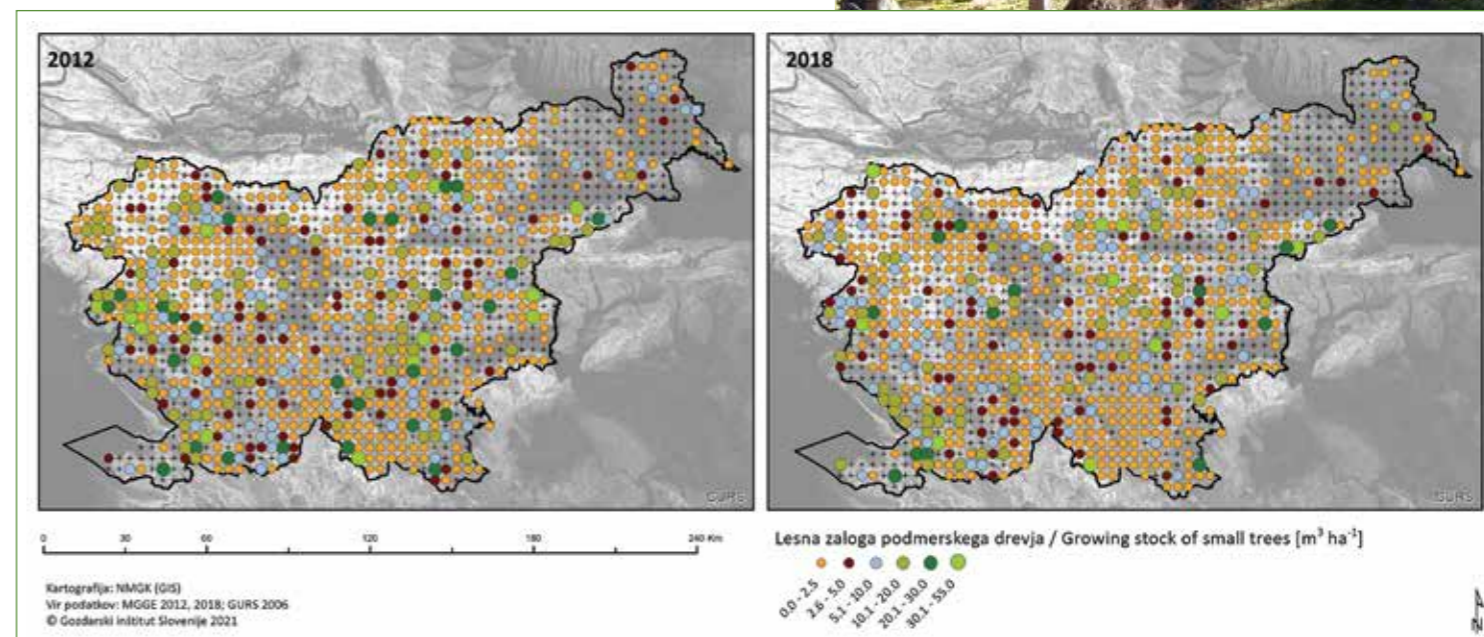 2012
GURS
2018
GURS
0 30 60 120 180 240 Km
Kartografija: NMGK (GIS)
Vir podatkov: MGGE 2012, 2018; GURS 2006
© Gozdarski inštitut Slovenije 2021
Lesna zaloga podmerskega drevja / Growing stock of small trees [m³ ha⁻¹]
0.0 - 2.5
2.6 - 5.0
5.1 - 10.0
10.1 - 20.0
20.1 - 30.0
30.1 - 55.0
N